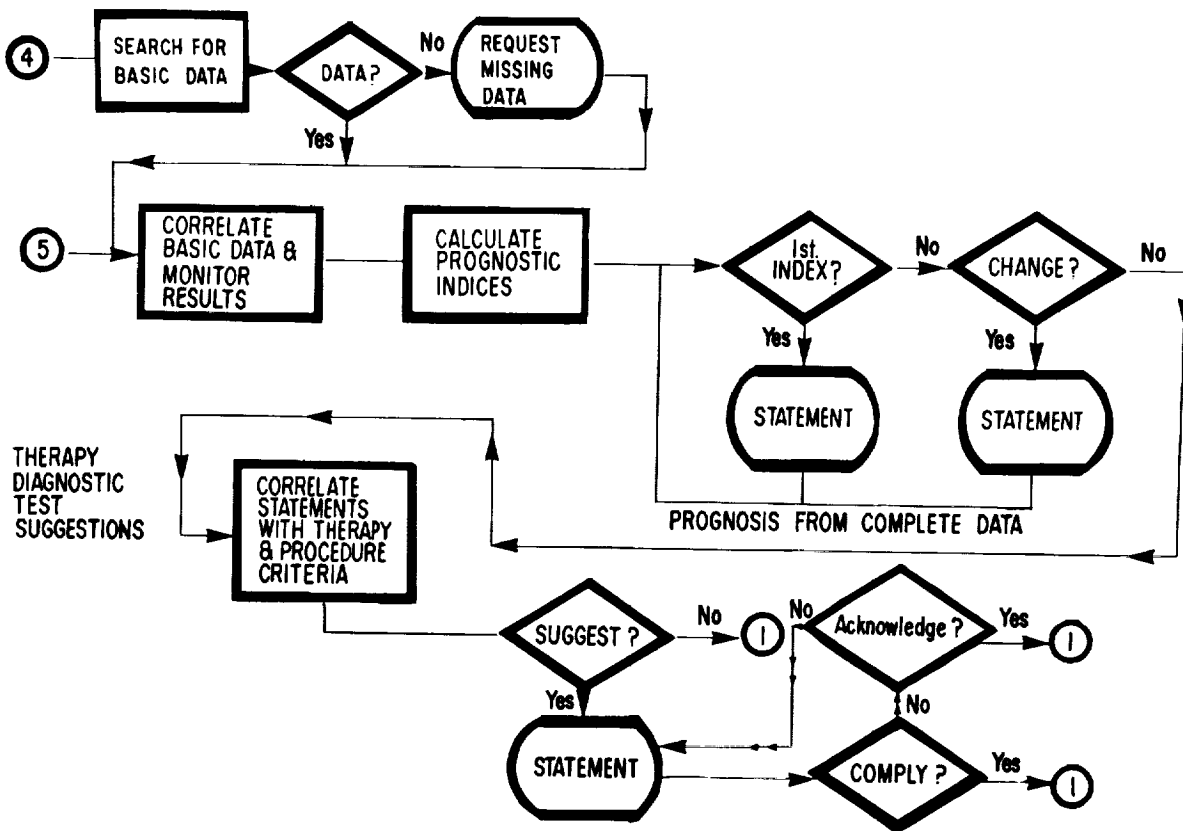 4
SEARCH FOR
BASIC DATA
DATA?
No
REQUEST
MISSING
DATA
Yes
5
CORRELATE
BASIC DATA &
MONITOR
RESULTS
CALCULATE
PROGNOSTIC
INDICES
1st.
INDEX?
No
CHANGE?
No
Yes
Yes
STATEMENT
STATEMENT
PROGNOSIS FROM COMPLETE DATA
THERAPY
DIAGNOSTIC
TEST
SUGGESTIONS
CORRELATE
STATEMENTS
WITH THERAPY
& PROCEDURE
CRITERIA
SUGGEST?
No
1
No
Acknowledge?
Yes
1
Yes
STATEMENT
No
COMPLY?
Yes
1